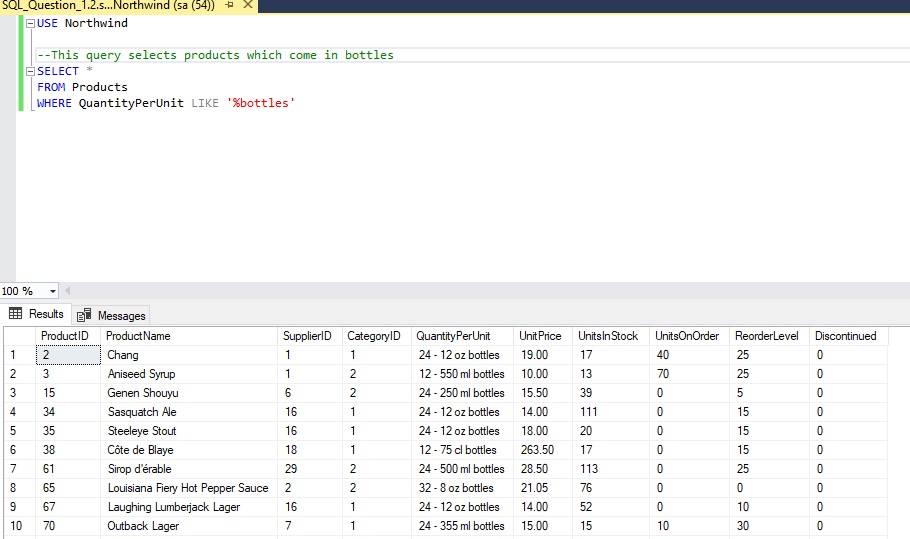 SQL_Question_1.2.s...Northwind (sa (54))
USE Northwind
--This query selects products which come in bottles
SELECT *
FROM Products
WHERE QuantityPerUnit LIKE '%bottles'
100 %
Results Messages
ProductID ProductName SupplierID CategoryID QuantityPerUnit UnitPrice UnitsInStock UnitsOnOrder ReorderLevel Discontinued
1 2 Chang 1 1 24 - 12 oz bottles 19.00 17 40 25 0
2 3 Aniseed Syrup 1 2 12 - 550 ml bottles 10.00 13 70 25 0
3 15 Genen Shouyu 6 2 24 - 250 ml bottles 15.50 39 0 5 0
4 34 Sasquatch Ale 16 1 24 - 12 oz bottles 14.00 111 0 15 0
5 35 Steeleye Stout 16 1 24 - 12 oz bottles 18.00 20 0 15 0
6 38 Côte de Blaye 18 1 12 - 75 cl bottles 263.50 17 0 15 0
7 61 Sirop d'érable 29 2 24 - 500 ml bottles 28.50 113 0 25 0
8 65 Louisiana Fiery Hot Pepper Sauce 2 2 32 - 8 oz bottles 21.05 76 0 0 0
9 67 Laughing Lumberjack Lager 16 1 24 - 12 oz bottles 14.00 52 0 10 0
10 70 Outback Lager 7 1 24 - 355 ml bottles 15.00 15 10 30 0